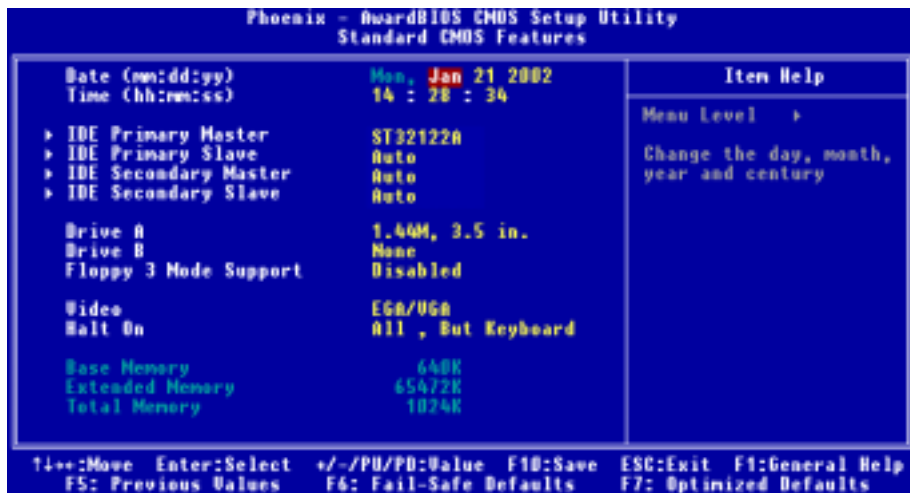 Phoenix - AwardBIOS CMOS Setup Utility
Standard CMOS Features
Date (mm:dd:yy) Mon, Jan 21 2002
Time (hh:mm:ss) 14 : 28 : 34
IDE Primary Master ST32122A
IDE Primary Slave Auto
IDE Secondary Master Auto
IDE Secondary Slave Auto
Drive A 1.44M, 3.5 in.
Drive B None
Floppy 3 Mode Support Disabled
Video EGA/VGA
Halt On All , But Keyboard
Base Memory 640K
Extended Memory 65472K
Total Memory 1024K
Item Help
Menu Level ▸
Change the day, month,
year and century
↑↓→←:Move Enter:Select +/-/PU/PD:Value F10:Save ESC:Exit F1:General Help
F5: Previous Values F6: Fail-Safe Defaults F7: Optimized Defaults